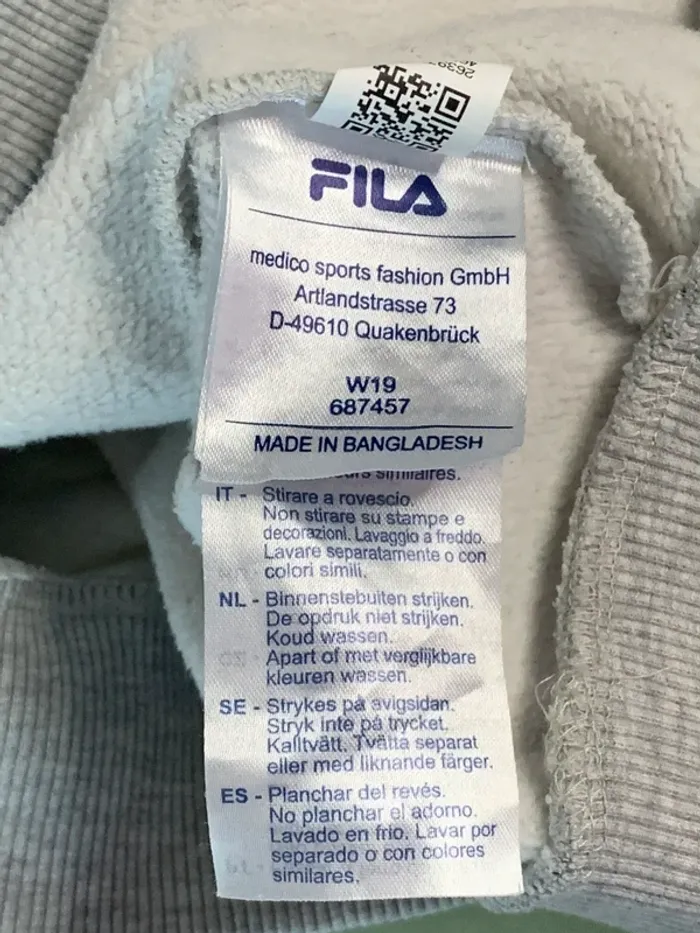 FILA
medico sports fashion GmbH
Artlandstrasse 73
D-49610 Quakenbrück
W19
687457
MADE IN BANGLADESH
similaires.
IT - Stirare a rovescio.
Non stirare su stampe e
decorazioni. Lavaggio a freddo.
Lavare separatamente o con
colori simili.
NL - Binnenstebuiten strijken.
De opdruk niet strijken.
Koud wassen.
Apart of met verglijkbare
kleuren wassen.
SE - Strykes på avigsidan.
Stryk inte på trycket.
Kalltvätt. Tvätta separat
eller med liknande färger.
ES - Planchar del revés.
No planchar el adorno.
Lavado en frio. Lavar por
separado o con colores
similares.